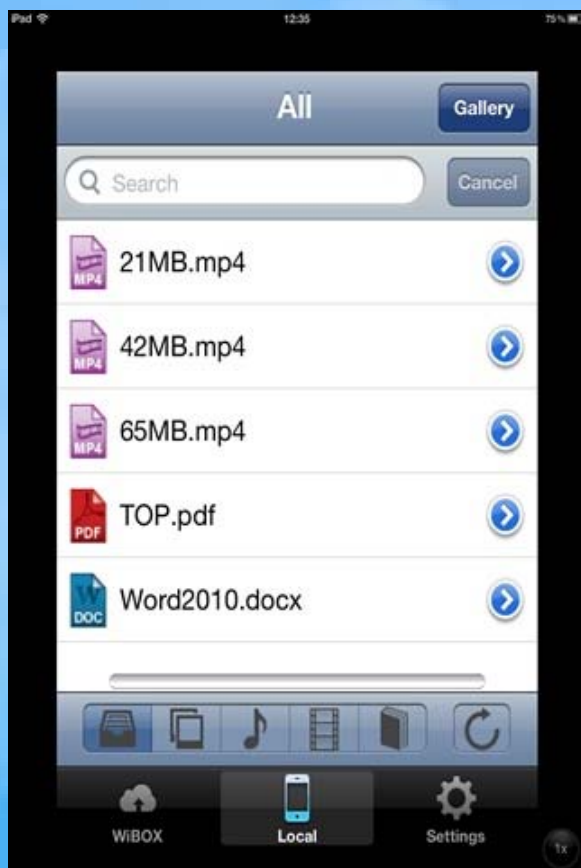 iPad 12:35 75%
All Gallery
Search Cancel
MP4 21MB.mp4
MP4 42MB.mp4
MP4 65MB.mp4
PDF TOP.pdf
W DOC Word2010.docx
WiBOX Local Settings
1x